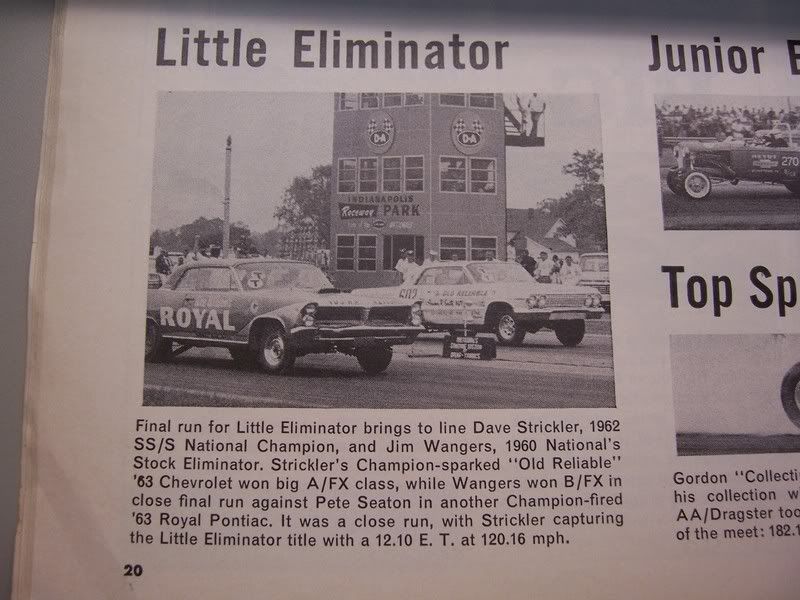 Little Eliminator
Junior
D-A
D-A
INDIANAPOLIS
Raceway PARK
OLD RELIABLE
ROYAL
270
Final run for Little Eliminator brings to line Dave Strickler, 1962
SS/S National Champion, and Jim Wangers, 1960 National's
Stock Eliminator. Strickler's Champion-sparked "Old Reliable"
'63 Chevrolet won big A/FX class, while Wangers won B/FX in
close final run against Pete Seaton in another Champion-fired
'63 Royal Pontiac. It was a close run, with Strickler capturing
the Little Eliminator title with a 12.10 E. T. at 120.16 mph.
20
Top Sp
Gordon "Collecti
his collection w
AA/Dragster too
of the meet: 182.1